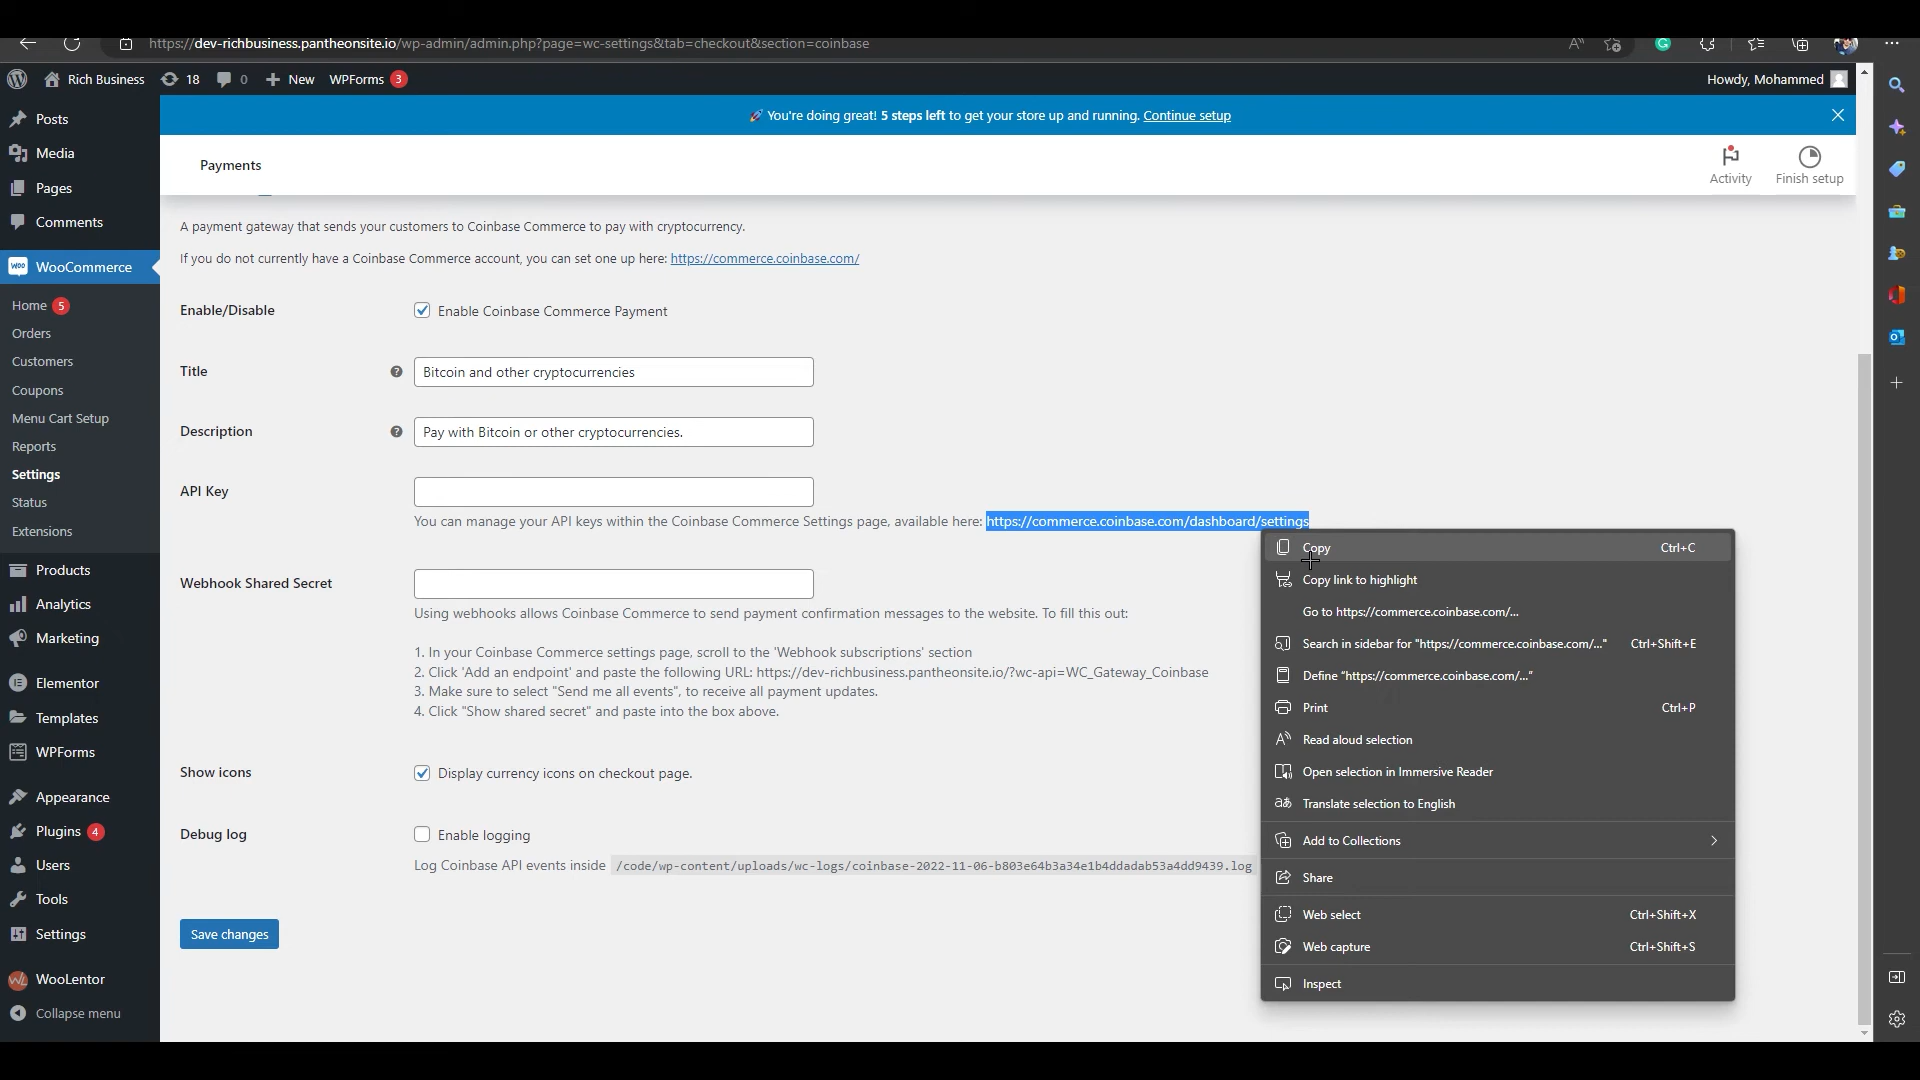 https://dev-richbusiness.pantheonsite.io/wp-admin/admin.php?page=wc-settings&tab=checkout&section=coinbase
Rich Business 18 0 New WPForms 3
Howdy, Mohammed
Posts
Media
Pages
Comments
WooCommerce
Home 5
Orders
Customers
Coupons
Menu Cart Setup
Reports
Settings
Status
Extensions
Products
Analytics
Marketing
Elementor
Templates
WPForms
Appearance
Plugins 4
Users
Tools
Settings
WooLentor
Collapse menu
🚀 You're doing great! 5 steps left to get your store up and running. Continue setup
Payments
Activity
Finish setup
A payment gateway that sends your customers to Coinbase Commerce to pay with cryptocurrency.
If you do not currently have a Coinbase Commerce account, you can set one up here: https://commerce.coinbase.com/
Enable/Disable
Enable Coinbase Commerce Payment
Title
Bitcoin and other cryptocurrencies
Description
Pay with Bitcoin or other cryptocurrencies.
API Key
You can manage your API keys within the Coinbase Commerce Settings page, available here: https://commerce.coinbase.com/dashboard/settings
Webhook Shared Secret
Using webhooks allows Coinbase Commerce to send payment confirmation messages to the website. To fill this out:
1. In your Coinbase Commerce settings page, scroll to the 'Webhook subscriptions' section
2. Click 'Add an endpoint' and paste the following URL: https://dev-richbusiness.pantheonsite.io/?wc-api=WC_Gateway_Coinbase
3. Make sure to select "Send me all events", to receive all payment updates.
4. Click "Show shared secret" and paste into the box above.
Show icons
Display currency icons on checkout page.
Debug log
Enable logging
Log Coinbase API events inside /code/wp-content/uploads/wc-logs/coinbase-2022-11-06-b803e64b3a34e1b4ddadab53a4dd9439.log
Save changes
Copy Ctrl+C
Copy link to highlight
Go to https://commerce.coinbase.com/...
Search in sidebar for "https://commerce.coinbase.com/..." Ctrl+Shift+E
Define "https://commerce.coinbase.com/..."
Print Ctrl+P
Read aloud selection
Open selection in Immersive Reader
Translate selection to English
Add to Collections
Share
Web select Ctrl+Shift+X
Web capture Ctrl+Shift+S
Inspect